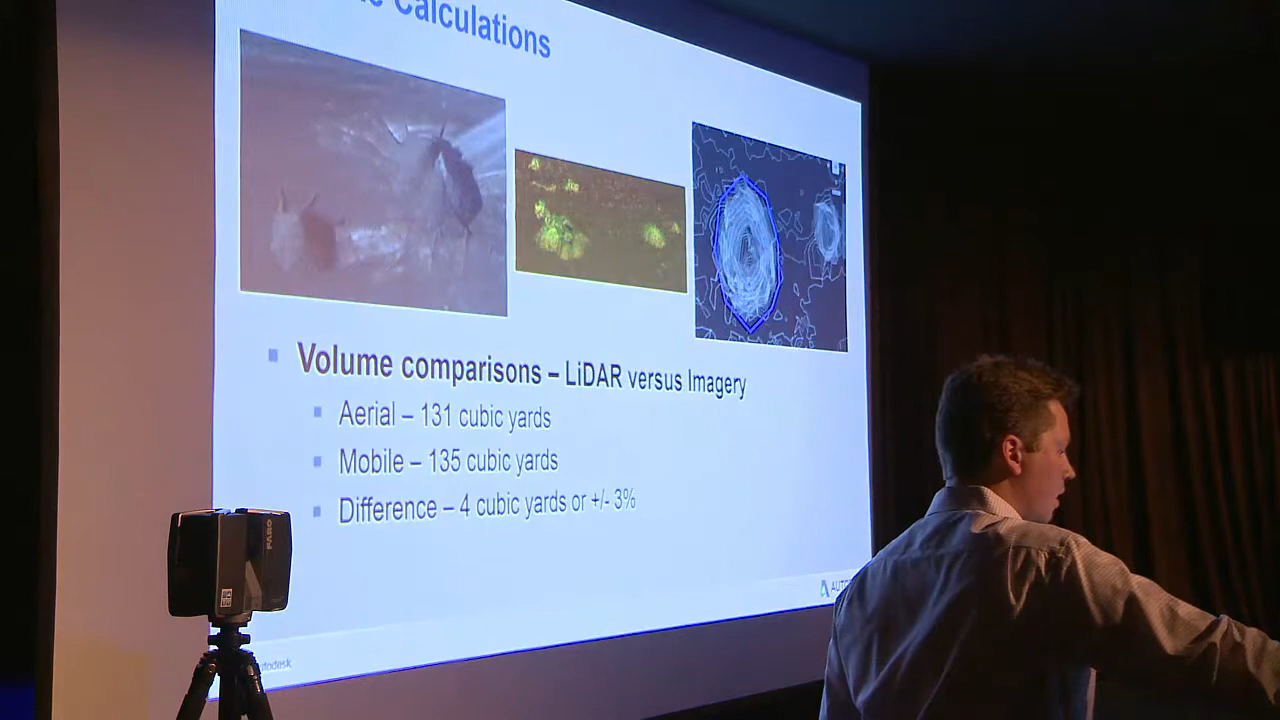 Calculations
Volume comparisons – LiDAR versus Imagery
Aerial – 131 cubic yards
Mobile – 135 cubic yards
Difference – 4 cubic yards or +/- 3%
FARO